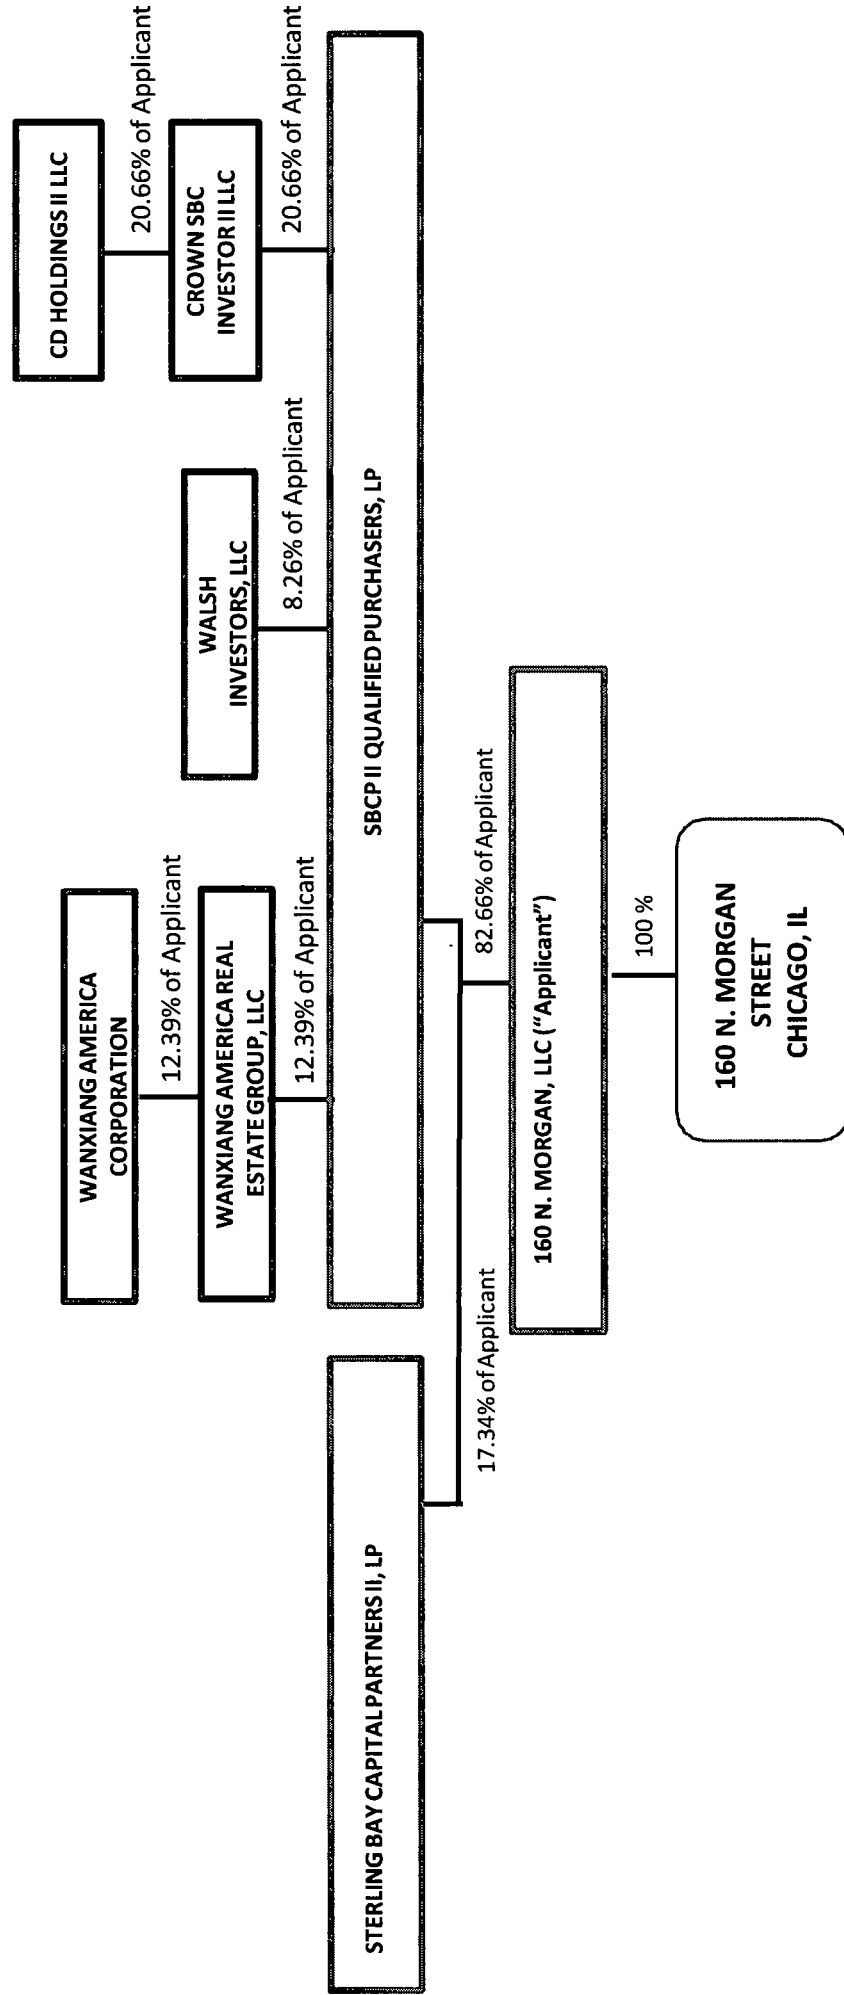 CD HOLDINGS II LLC
20.66% of Applicant
CROWN SBC
INVESTOR II LLC
20.66% of Applicant
WALSH
INVESTORS, LLC
8.26% of Applicant
WANXIANG AMERICA
CORPORATION
12.39% of Applicant
WANXIANG AMERICA REAL
ESTATE GROUP, LLC
12.39% of Applicant
SBCP II QUALIFIED PURCHASERS, LP
STERLING BAY CAPITAL PARTNERS II, LP
17.34% of Applicant
82.66% of Applicant
160 N. MORGAN, LLC (“Applicant”)
100 %
160 N. MORGAN
STREET
CHICAGO, IL